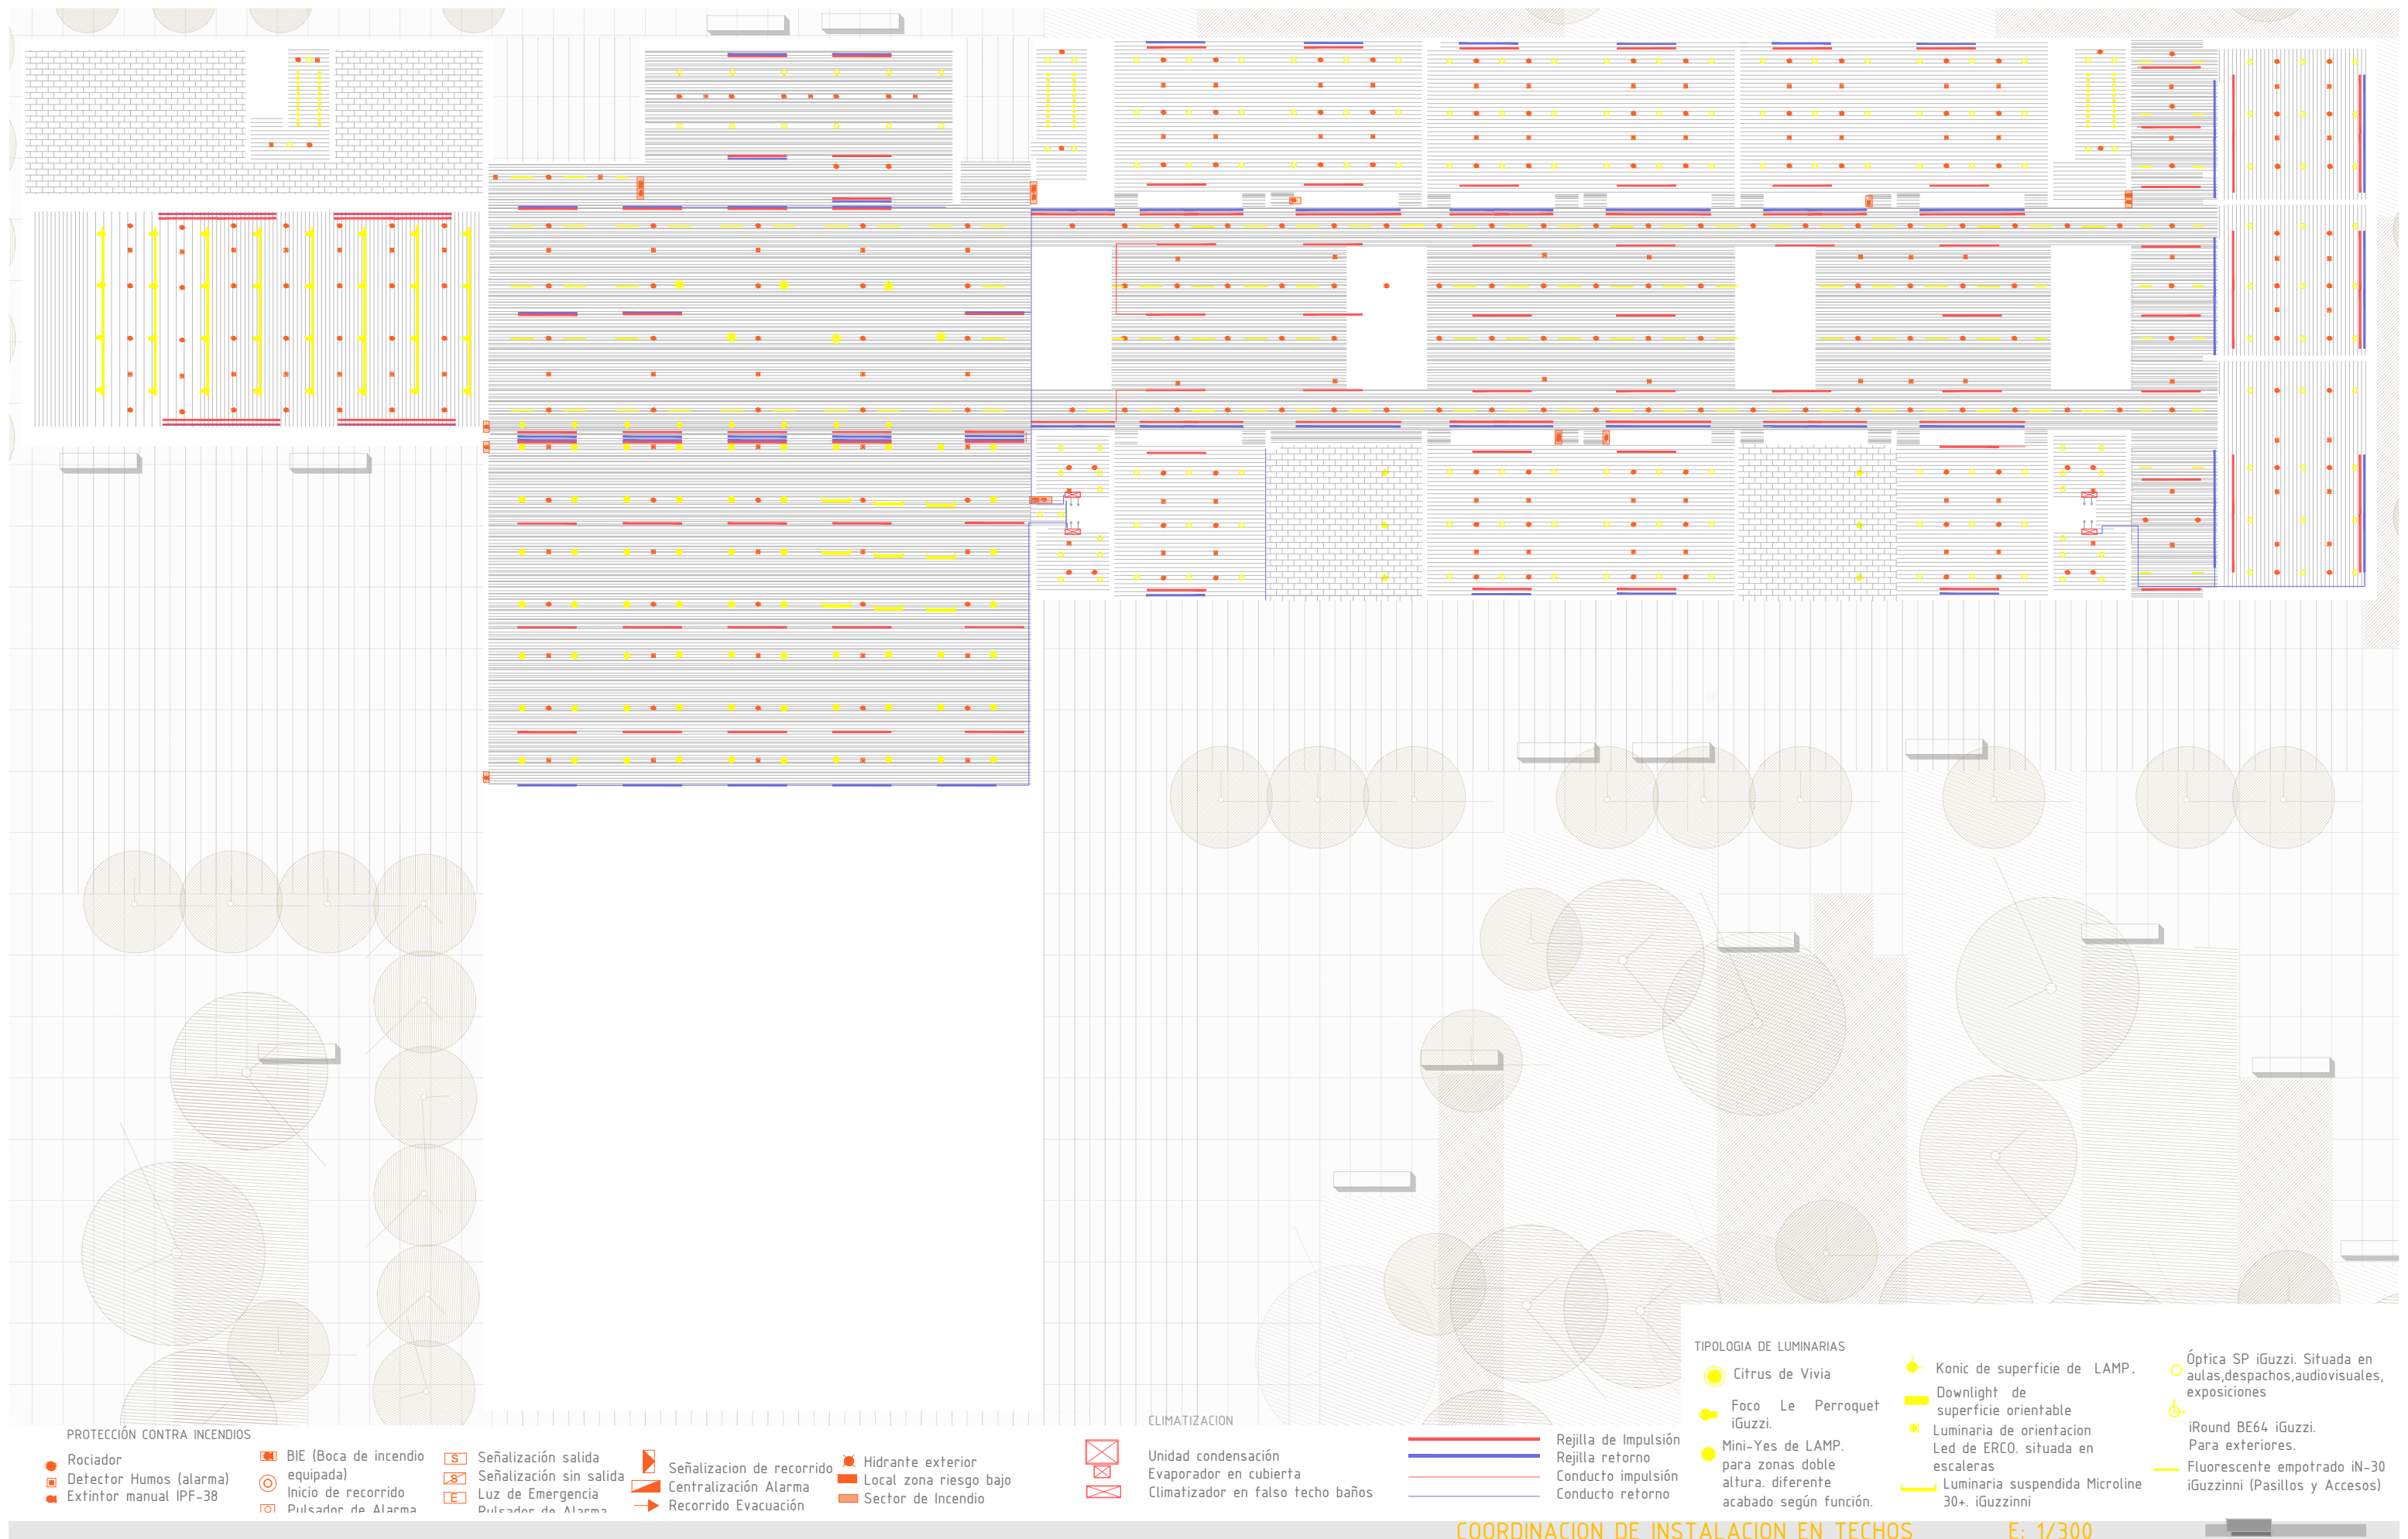 TIPOLOGIA DE LUMINARIAS
Citrus de Vivia
Foco Le Perroquet
iGuzzi.
Mini-Yes de LAMP.
para zonas doble
altura. diferente
acabado según función.
Konic de superficie de LAMP.
Downlight de
superficie orientable
Luminaria de orientacion
Led de ERCO. situada en
escaleras
Luminaria suspendida Microline
30+. iGuzzinni
Óptica SP iGuzzi. Situada en
aulas,despachos,audiovisuales,
exposiciones
iRound BE64 iGuzzi.
Para exteriores.
Fluorescente empotrado iN-30
iGuzzinni (Pasillos y Accesos)
PROTECCIÓN CONTRA INCENDIOS
Rociador
Detector Humos (alarma)
Extintor manual IPF-38
BIE (Boca de incendio
equipada)
Inicio de recorrido
Pulsador de Alarma
S Señalización salida
S Señalización sin salida
E Luz de Emergencia
Pulsador de Alarma
Señalizacion de recorrido
Centralización Alarma
Recorrido Evacuación
Hidrante exterior
Local zona riesgo bajo
Sector de Incendio
CLIMATIZACION
Unidad condensación
Evaporador en cubierta
Climatizador en falso techo baños
Rejilla de Impulsión
Rejilla retorno
Conducto impulsión
Conducto retorno
COORDINACION DE INSTALACION EN TECHOS E: 1/300